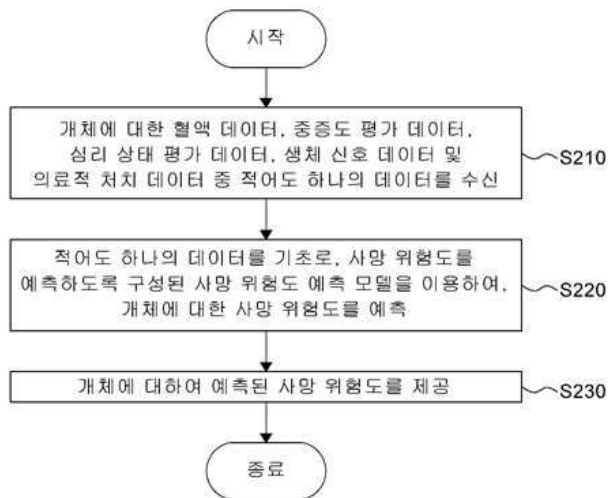 시작
개체에 대한 혈액 데이터, 중증도 평가 데이터,
심리 상태 평가 데이터, 생체 신호 데이터 및
의료적 처치 데이터 중 적어도 하나의 데이터를 수신
S210
적어도 하나의 데이터를 기초로, 사망 위험도를
예측하도록 구성된 사망 위험도 예측 모델을 이용하여,
개체에 대한 사망 위험도를 예측
S220
개체에 대하여 예측된 사망 위험도를 제공
S230
종료